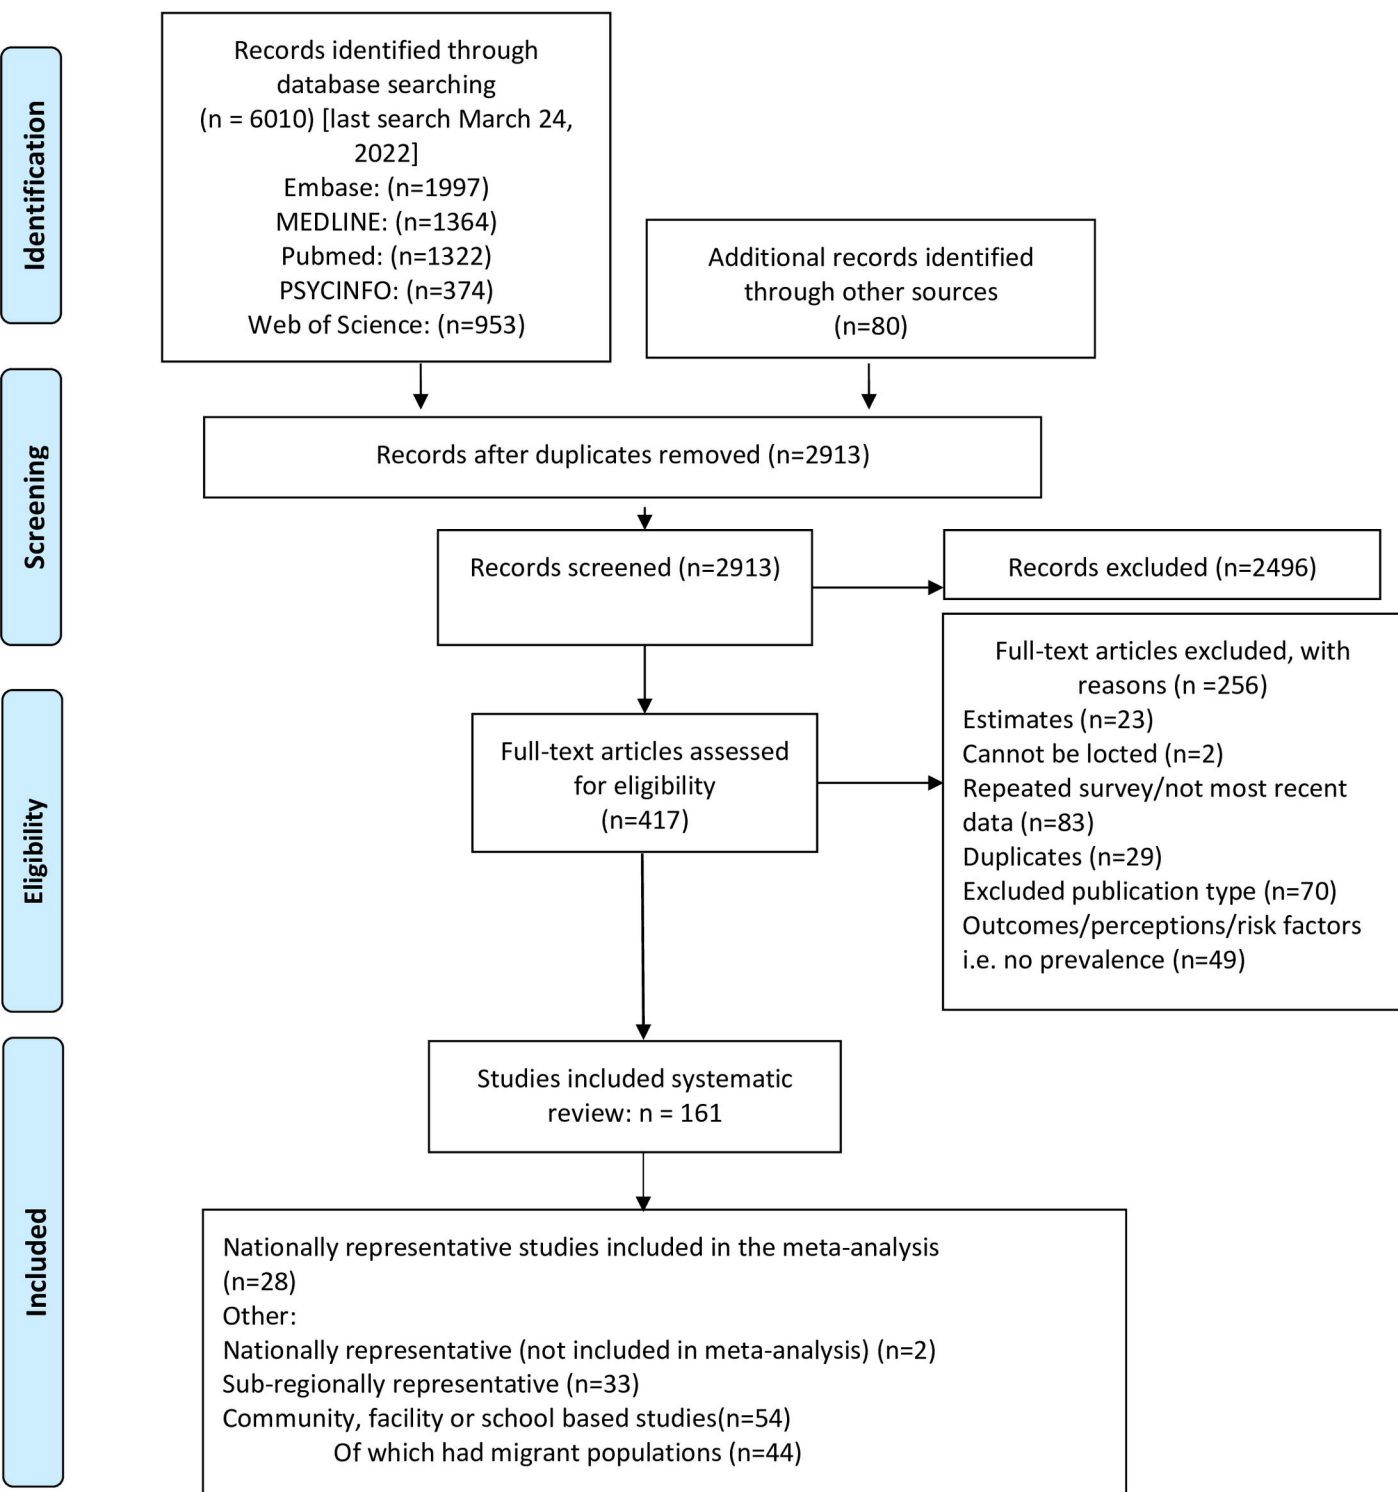 Identification
Records identified through
database searching
(n = 6010) [last search March 24,
2022]
Embase: (n=1997)
MEDLINE: (n=1364)
Pubmed: (n=1322)
PSYCINFO: (n=374)
Web of Science: (n=953)
Additional records identified
through other sources
(n=80)
Screening
Records after duplicates removed (n=2913)
Records screened (n=2913)
Records excluded (n=2496)
Eligibility
Full-text articles assessed
for eligibility
(n=417)
Full-text articles excluded, with
reasons (n =256)
Estimates (n=23)
Cannot be locted (n=2)
Repeated survey/not most recent
data (n=83)
Duplicates (n=29)
Excluded publication type (n=70)
Outcomes/perceptions/risk factors
i.e. no prevalence (n=49)
Included
Studies included systematic
review: n = 161
Nationally representative studies included in the meta-analysis
(n=28)
Other:
Nationally representative (not included in meta-analysis) (n=2)
Sub-regionally representative (n=33)
Community, facility or school based studies(n=54)
Of which had migrant populations (n=44)